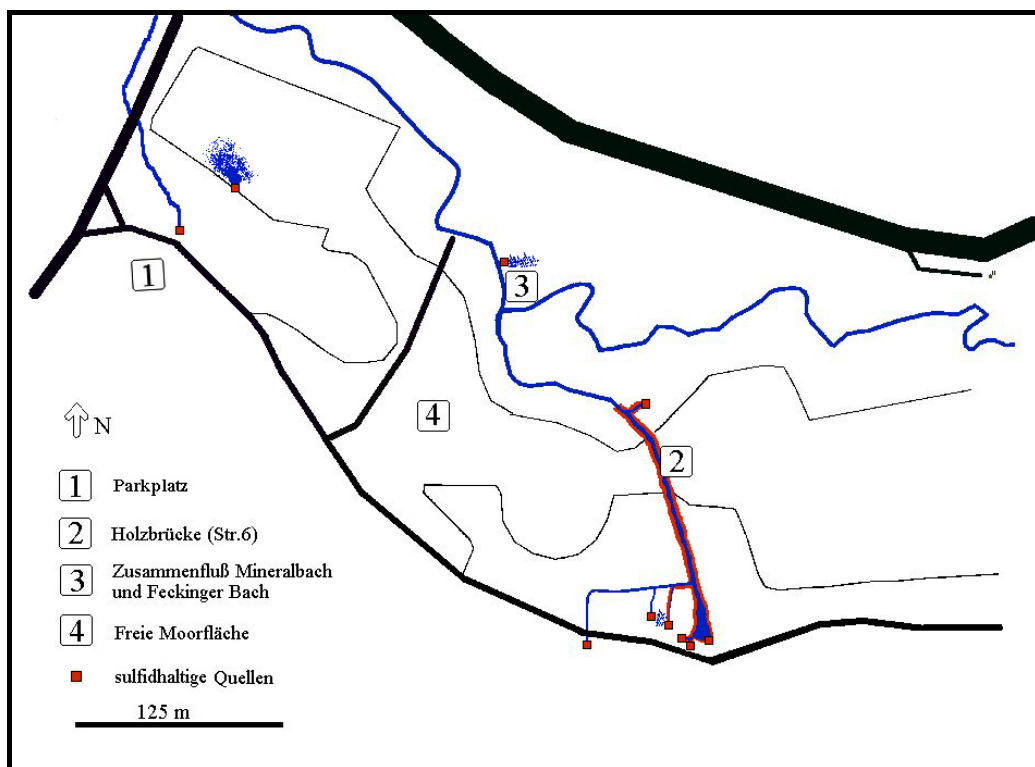 1
3
4
2
N
1 Parkplatz
2 Holzbrücke (Str.6)
3 Zusammenfluß Mineralbach
und Feckinger Bach
4 Freie Moorfläche
sulfidhaltige Quellen
125 m